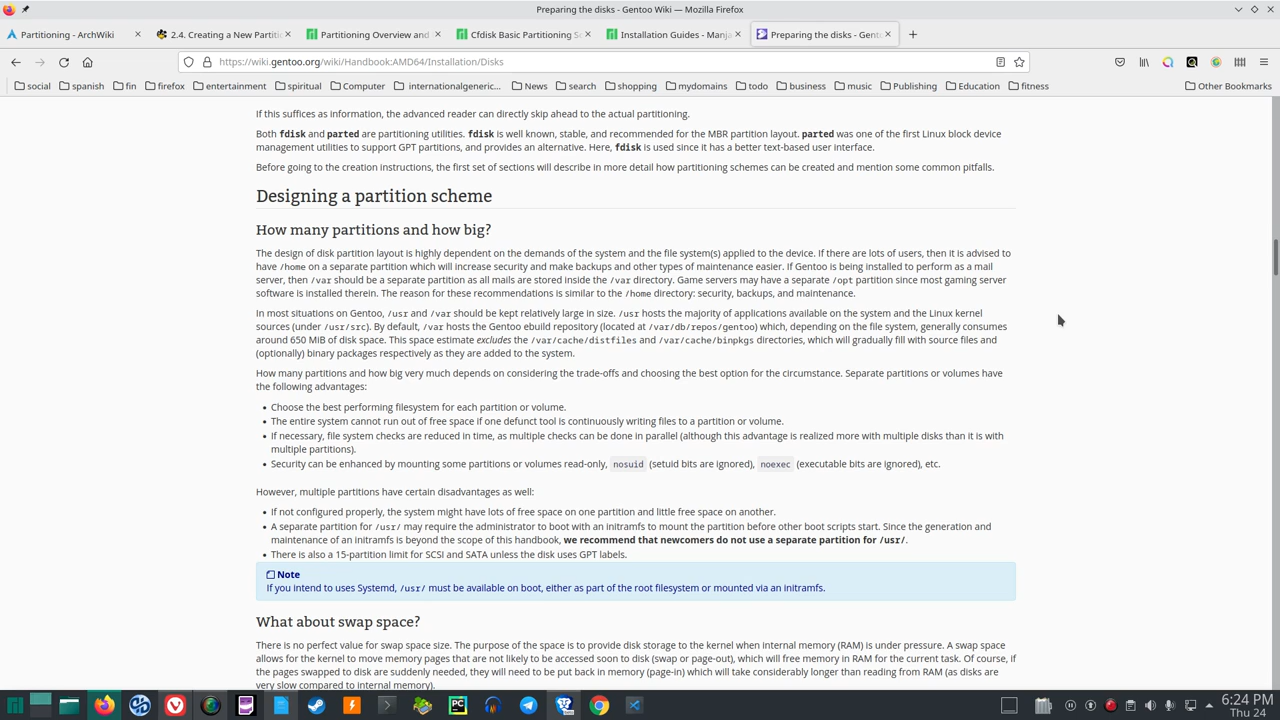 Preparing the disks - Gentoo Wiki — Mozilla Firefox
Partitioning - ArchWiki
2.4. Creating a New Partiti
Partitioning Overview and
Cfdisk Basic Partitioning S
Installation Guides - Manja
Preparing the disks - Gent
https://wiki.gentoo.org/wiki/Handbook:AMD64/Installation/Disks
social spanish fin firefox entertainment spiritual Computer internationalgeneric... News search shopping mydomains todo business music Publishing Education fitness Other Bookmarks
If this suffices as information, the advanced reader can directly skip ahead to the actual partitioning.
Both fdisk and parted are partitioning utilities. fdisk is well known, stable, and recommended for the MBR partition layout. parted was one of the first Linux block device
management utilities to support GPT partitions, and provides an alternative. Here, fdisk is used since it has a better text-based user interface.
Before going to the creation instructions, the first set of sections will describe in more detail how partitioning schemes can be created and mention some common pitfalls.
Designing a partition scheme
How many partitions and how big?
The design of disk partition layout is highly dependent on the demands of the system and the file system(s) applied to the device. If there are lots of users, then it is advised to
have /home on a separate partition which will increase security and make backups and other types of maintenance easier. If Gentoo is being installed to perform as a mail
server, then /var should be a separate partition as all mails are stored inside the /var directory. Game servers may have a separate /opt partition since most gaming server
software is installed therein. The reason for these recommendations is similar to the /home directory: security, backups, and maintenance.
In most situations on Gentoo, /usr and /var should be kept relatively large in size. /usr hosts the majority of applications available on the system and the Linux kernel
sources (under /usr/src). By default, /var hosts the Gentoo ebuild repository (located at /var/db/repos/gentoo) which, depending on the file system, generally consumes
around 650 MiB of disk space. This space estimate excludes the /var/cache/distfiles and /var/cache/binpkgs directories, which will gradually fill with source files and
(optionally) binary packages respectively as they are added to the system.
How many partitions and how big very much depends on considering the trade-offs and choosing the best option for the circumstance. Separate partitions or volumes have
the following advantages:
• Choose the best performing filesystem for each partition or volume.
• The entire system cannot run out of free space if one defunct tool is continuously writing files to a partition or volume.
• If necessary, file system checks are reduced in time, as multiple checks can be done in parallel (although this advantage is realized more with multiple disks than it is with
multiple partitions).
• Security can be enhanced by mounting some partitions or volumes read-only, nosuid (setuid bits are ignored), noexec (executable bits are ignored), etc.
However, multiple partitions have certain disadvantages as well:
• If not configured properly, the system might have lots of free space on one partition and little free space on another.
• A separate partition for /usr/ may require the administrator to boot with an initramfs to mount the partition before other boot scripts start. Since the generation and
maintenance of an initramfs is beyond the scope of this handbook, we recommend that newcomers do not use a separate partition for /usr/.
• There is also a 15-partition limit for SCSI and SATA unless the disk uses GPT labels.
Note
If you intend to uses Systemd, /usr/ must be available on boot, either as part of the root filesystem or mounted via an initramfs.
What about swap space?
There is no perfect value for swap space size. The purpose of the space is to provide disk storage to the kernel when internal memory (RAM) is under pressure. A swap space
allows for the kernel to move memory pages that are not likely to be accessed soon to disk (swap or page-out), which will free memory in RAM for the current task. Of course, if
the pages swapped to disk are suddenly needed, they will need to be put back in memory (page-in) which will take considerably longer than reading from RAM (as disks are
very slow compared to internal memory).
6:24 PM
Thu 24